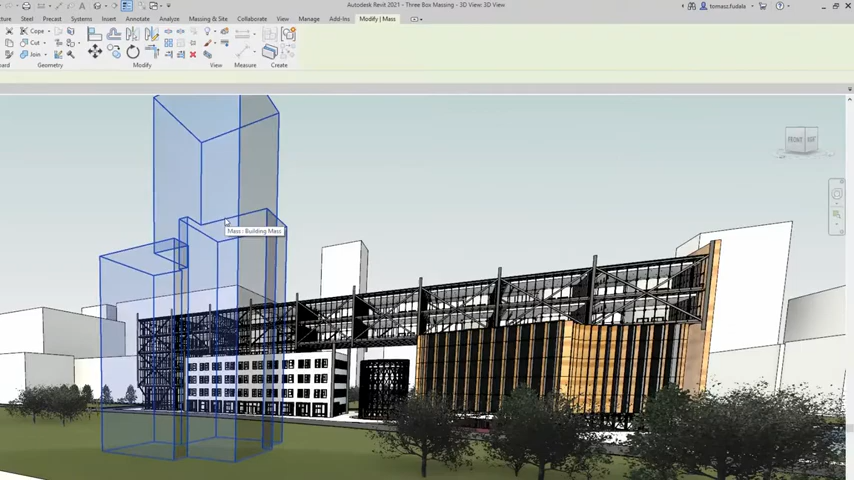 Autodesk Revit 2021 - Three Box Massing - 3D View: 3D View
tomasz.fudala
Steel Precast Systems Insert Annotate Analyze Massing & Site Collaborate View Manage Add-Ins Modify | Mass
Cope
Cut
Join
Geometry Modify View Measure Create
FRONT
Mass : Building Mass